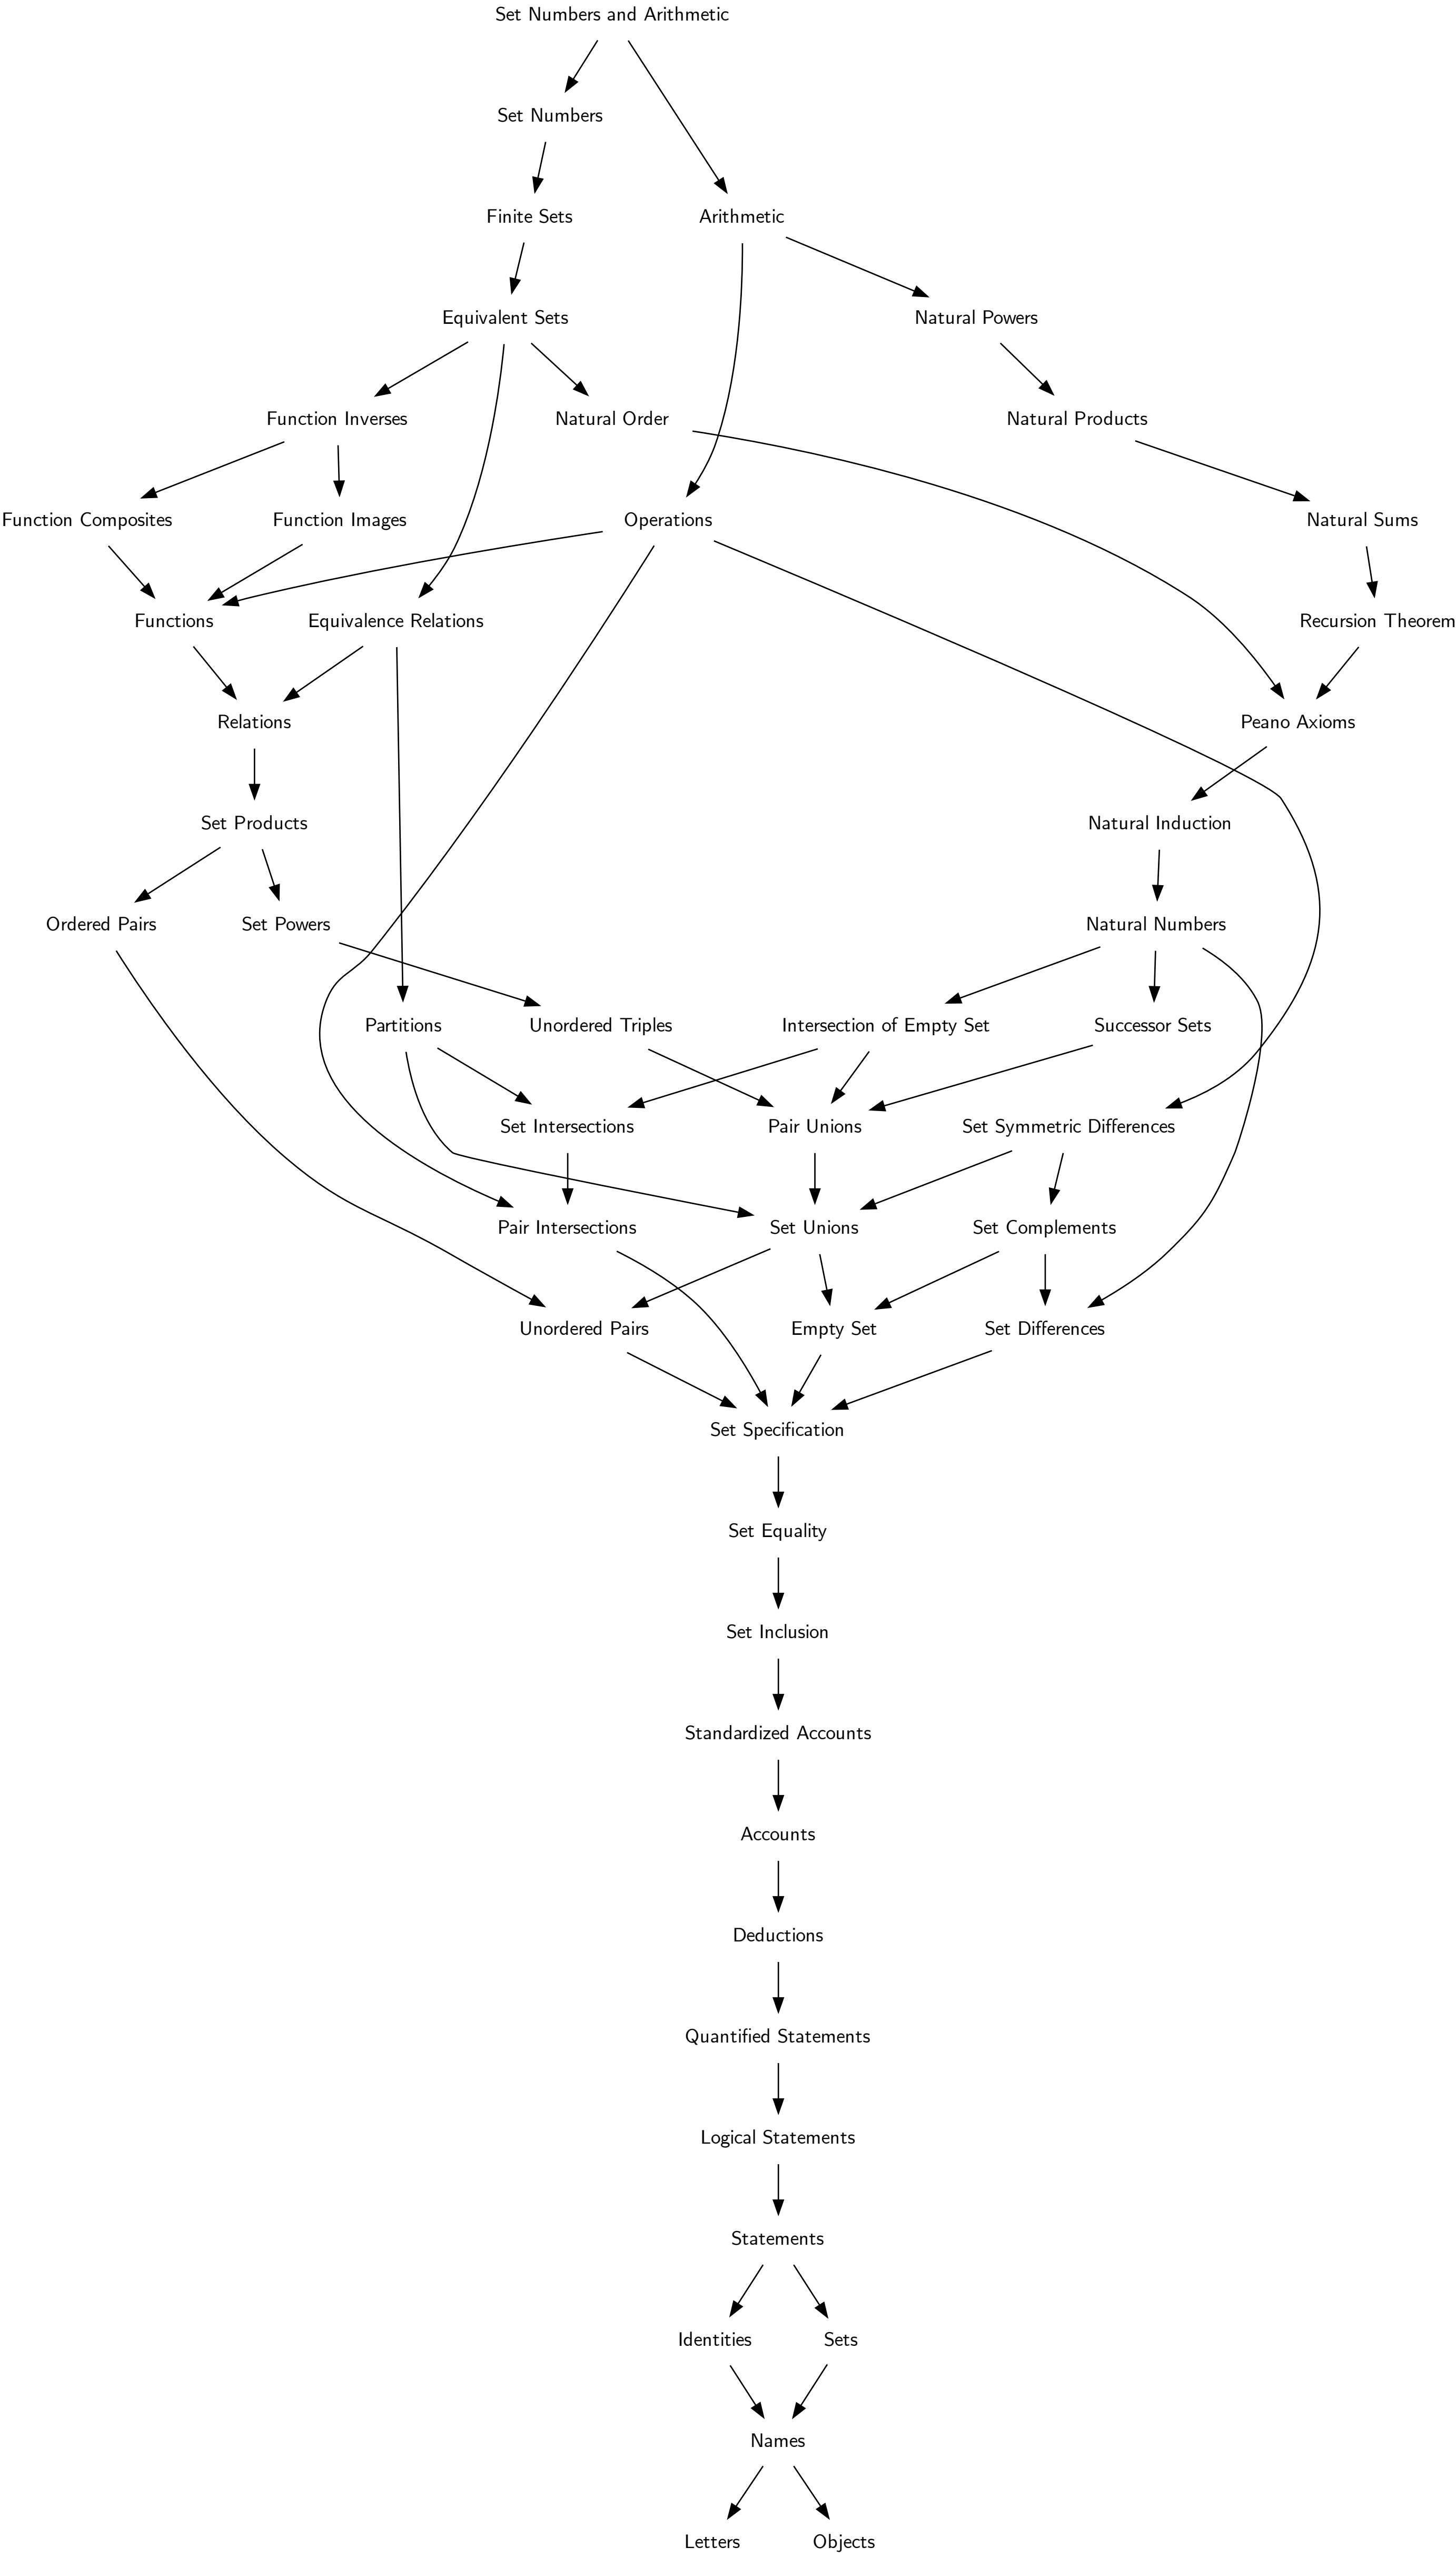 Set Numbers and Arithmetic
Set Numbers
Finite Sets
Arithmetic
Equivalent Sets
Natural Powers
Function Inverses
Natural Order
Natural Products
Function Composites
Function Images
Operations
Natural Sums
Functions
Equivalence Relations
Recursion Theorem
Relations
Peano Axioms
Set Products
Natural Induction
Ordered Pairs
Set Powers
Natural Numbers
Partitions
Unordered Triples
Intersection of Empty Set
Successor Sets
Set Intersections
Pair Unions
Set Symmetric Differences
Pair Intersections
Set Unions
Set Complements
Unordered Pairs
Empty Set
Set Differences
Set Specification
Set Equality
Set Inclusion
Standardized Accounts
Accounts
Deductions
Quantified Statements
Logical Statements
Statements
Identities
Sets
Names
Letters
Objects